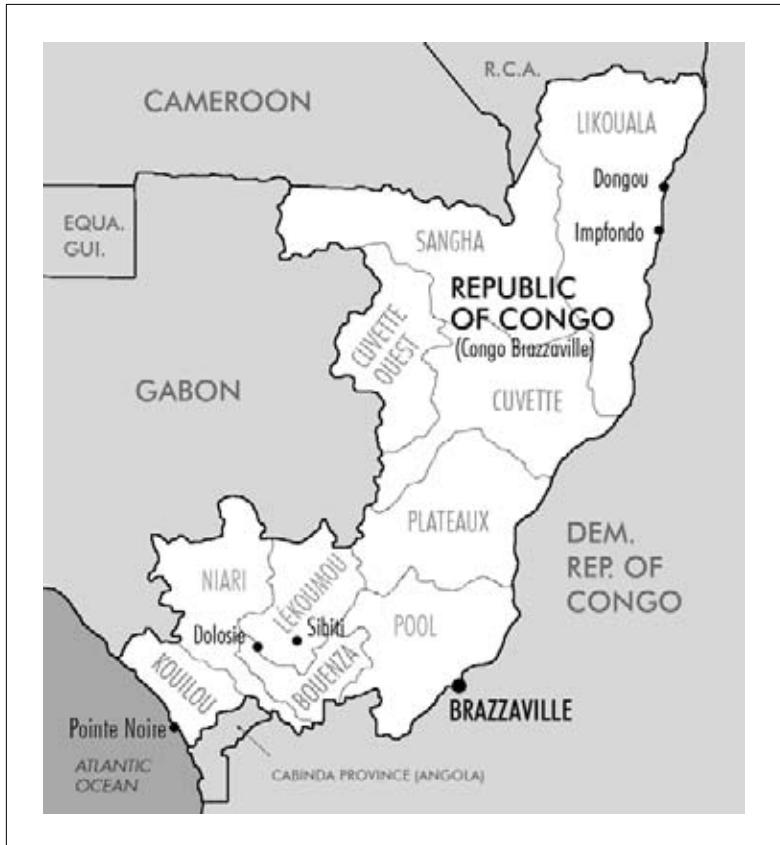 R.C.A.
CAMEROON
LIKOUALA
Dongou
EQUA.
GUI.
Impfondo
SANGHA
REPUBLIC
OF CONGO
(Congo Brazzaville)
CUVETTE
OUEST
GABON
CUVETTE
PLATEAUX
DEM.
REP. OF
CONGO
NIARI
LÉKOUMOU
Sibiti
POOL
Dolosie
KOUILOU
BOUENZA
BRAZZAVILLE
Pointe Noire
ATLANTIC
OCEAN
CABINDA PROVINCE (ANGOLA)